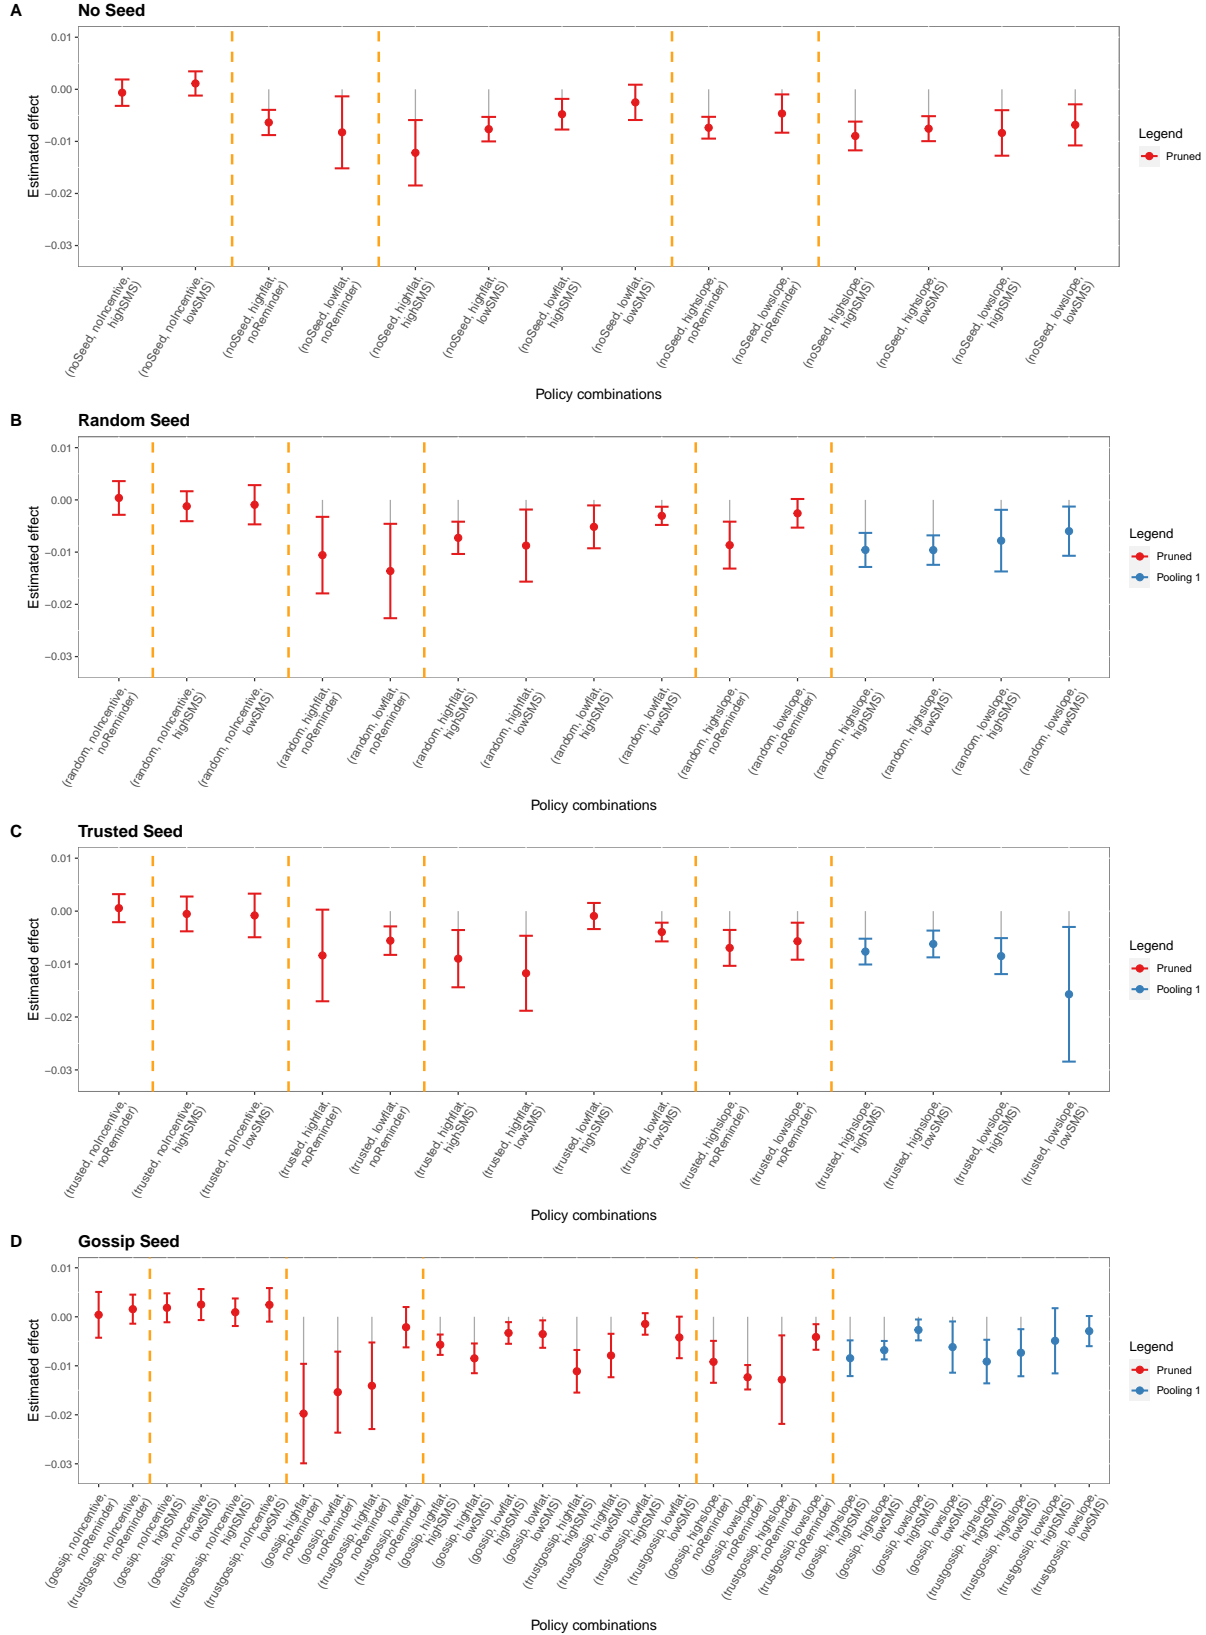 A
No Seed
0.01
0.00
−0.01
−0.02
−0.03
Estimated effect
(noSeed, noIncentive,
highSMS)
(noSeed, noIncentive,
lowSMS)
(noSeed, highflat,
noReminder)
(noSeed, lowflat,
noReminder)
(noSeed, highflat,
highSMS)
(noSeed, highflat,
lowSMS)
(noSeed, lowflat,
highSMS)
(noSeed, lowflat,
lowSMS)
(noSeed, highslope,
noReminder)
(noSeed, lowslope,
noReminder)
(noSeed, highslope,
highSMS)
(noSeed, highslope,
lowSMS)
(noSeed, lowslope,
highSMS)
(noSeed, lowslope,
lowSMS)
Policy combinations
Legend
Pruned
B
Random Seed
0.01
0.00
−0.01
−0.02
−0.03
Estimated effect
(random, noIncentive,
noReminder)
(random, noIncentive,
highSMS)
(random, noIncentive,
lowSMS)
(random, highflat,
noReminder)
(random, lowflat,
noReminder)
(random, highflat,
highSMS)
(random, highflat,
lowSMS)
(random, lowflat,
highSMS)
(random, lowflat,
lowSMS)
(random, highslope,
noReminder)
(random, lowslope,
noReminder)
(random, highslope,
highSMS)
(random, highslope,
lowSMS)
(random, lowslope,
highSMS)
(random, lowslope,
lowSMS)
Policy combinations
Legend
Pruned
Pooling 1
C
Trusted Seed
0.01
0.00
−0.01
−0.02
−0.03
Estimated effect
(trusted, noIncentive,
noReminder)
(trusted, noIncentive,
highSMS)
(trusted, noIncentive,
lowSMS)
(trusted, highflat,
noReminder)
(trusted, lowflat,
noReminder)
(trusted, highflat,
highSMS)
(trusted, highflat,
lowSMS)
(trusted, lowflat,
highSMS)
(trusted, lowflat,
lowSMS)
(trusted, highslope,
noReminder)
(trusted, lowslope,
noReminder)
(trusted, highslope,
highSMS)
(trusted, highslope,
lowSMS)
(trusted, lowslope,
highSMS)
(trusted, lowslope,
lowSMS)
Policy combinations
Legend
Pruned
Pooling 1
D
Gossip Seed
0.01
0.00
−0.01
−0.02
−0.03
Estimated effect
(gossip, noIncentive,
noReminder)
(trustgossip, noIncentive,
noReminder)
(gossip, noIncentive,
highSMS)
(gossip, noIncentive,
lowSMS)
(trustgossip, noIncentive,
highSMS)
(trustgossip, noIncentive,
lowSMS)
(gossip, highflat,
noReminder)
(gossip, lowflat,
noReminder)
(trustgossip, highflat,
noReminder)
(trustgossip, lowflat,
noReminder)
(gossip, highflat,
highSMS)
(gossip, highflat,
lowSMS)
(gossip, lowflat,
highSMS)
(gossip, lowflat,
lowSMS)
(trustgossip, highflat,
highSMS)
(trustgossip, highflat,
lowSMS)
(trustgossip, lowflat,
highSMS)
(trustgossip, lowflat,
lowSMS)
(gossip, highslope,
noReminder)
(gossip, lowslope,
noReminder)
(trustgossip, highslope,
noReminder)
(trustgossip, lowslope,
noReminder)
(gossip, highslope,
highSMS)
(gossip, highslope,
lowSMS)
(gossip, lowslope,
highSMS)
(gossip, lowslope,
lowSMS)
(trustgossip, highslope,
highSMS)
(trustgossip, highslope,
lowSMS)
(trustgossip, lowslope,
highSMS)
(trustgossip, lowslope,
lowSMS)
Policy combinations
Legend
Pruned
Pooling 1